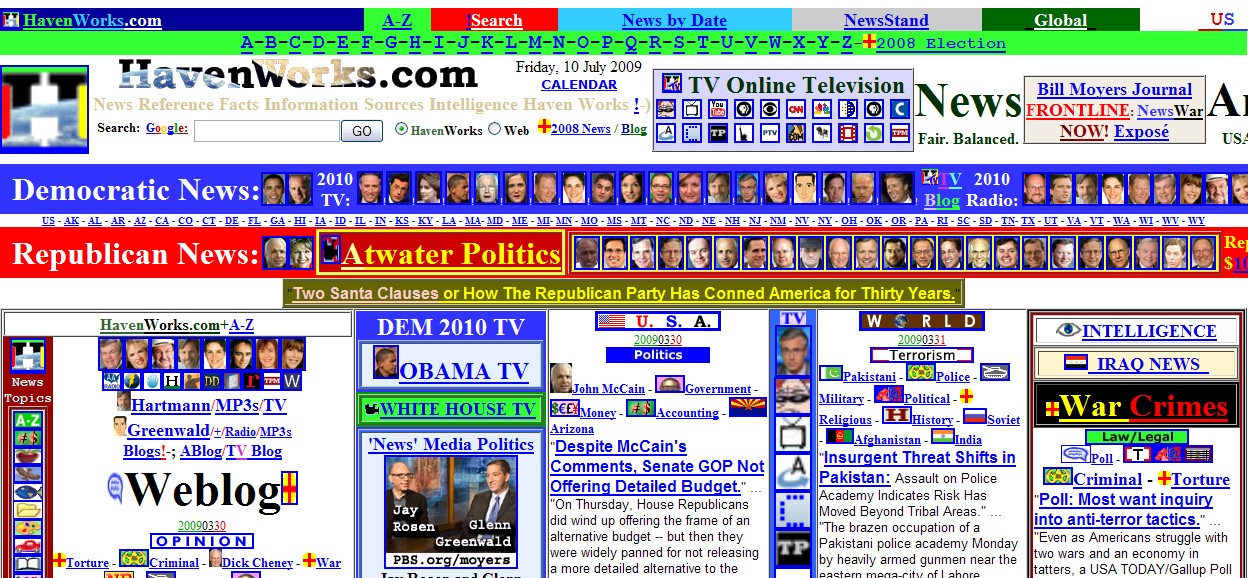 HavenWorks.com A-Z !Search News by Date NewsStand Global US
A-B-C-D-E-F-G-H-I-J-K-L-M-N-O-P-Q-R-S-T-U-V-W-X-Y-Z-2008 Election
HavenWorks.com
Friday, 10 July 2009
CALENDAR
News Reference Facts Information Sources Intelligence Haven Works !-)
Search: Google: GO HavenWorks Web 2008 News / Blog
TV Online Television
News
Fair. Balanced.
Bill Moyers Journal
FRONTLINE: NewsWar
NOW! Exposé
Democratic News: 2010 TV: TV Blog 2010 Radio:
US - AK - AL - AR - AZ - CA - CO - CT - DE - FL - GA - HI - IA - ID - IL - IN - KS - KY - LA - MA- MD - ME - MI- MN - MO - MS - MT - NC - ND - NE - NH - NJ - NM - NV - NY - OH - OK - OR - PA - RI - SC - SD - TN- TX - UT - VA - VT - WA - WI - WV - WY
Republican News: Atwater Politics
"Two Santa Clauses or How The Republican Party Has Conned America for Thirty Years."
HavenWorks.com+A-Z
News
Topics
A-Z
Hartmann/MP3s/TV
Greenwald/+/Radio/MP3s
Blogs!-; ABlog/TV Blog
Weblog
20090330
OPINION
Torture - Criminal - Dick Cheney - War
DEM 2010 TV
OBAMA TV
WHITE HOUSE TV
'News' Media Politics
Jay
Rosen
Glenn
Greenwald
PBS.org/moyers
Jay Rosen and Glenn
U. S. A.
20090330
Politics
John McCain - Government -
Money - Accounting -
Arizona
"Despite McCain's
Comments, Senate GOP Not
Offering Detailed Budget." ...
"On Thursday, House Republicans
did wind up offering the frame of an
alternative budget -- but then they
were widely panned for not releasing
a more detailed alternative to the
TV
WORLD
20090331
Terrorism
Pakistani - Police -
Military - Political -
Religious - History - Soviet
- Afghanistan - India
"Insurgent Threat Shifts in
Pakistan: Assault on Police
Academy Indicates Risk Has
Moved Beyond Tribal Areas." ...
"The brazen occupation of a
Pakistani police academy Monday
by heavily armed gunmen near the
eastern mega-city of Lahore
INTELLIGENCE
IRAQ NEWS
War Crimes
Law/Legal
Poll - T
Criminal - Torture
"Poll: Most want inquiry
into anti-terror tactics." ...
"Even as Americans struggle with
two wars and an economy in
tatters, a USA TODAY/Gallup Poll